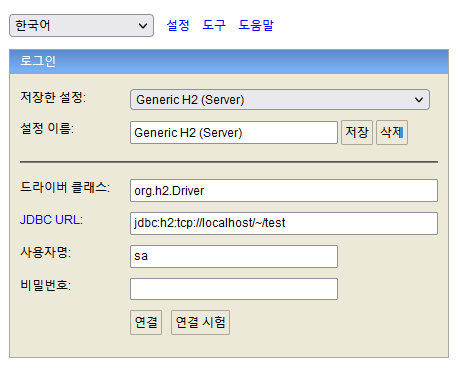 한국어 설정 도구 도움말
로그인
저장한 설정: Generic H2 (Server)
설정 이름: Generic H2 (Server) 저장 삭제
드라이버 클래스: org.h2.Driver
JDBC URL: jdbc:h2:tcp://localhost/~/test
사용자명: sa
비밀번호:
연결 연결 시험